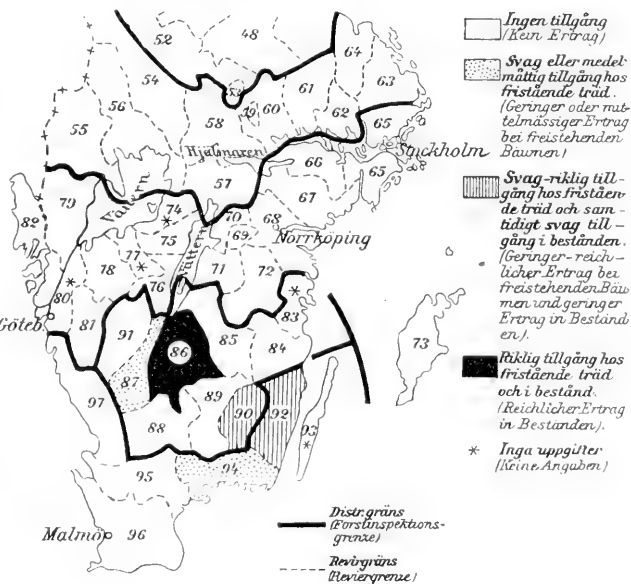 52
48
64
54
53
63
61
56
59
60
62
58
55
65
Hjälmaren
Stockholm
66
57
65
79
Vänern
67
74
*
70
68
82
75
69
Norrköping
77
*
Vättern
78
71
*
76
72
*
80
83
Göteb.
81
91
85
84
73
86
87
97
89
90
92
88
93
*
94
95
Malmö
96
Ingen tillgång
(Kein Ertrag)
Svag eller medel-
måttig tillgång hos
fristående träd.
(Geringer oder mit-
telmässiger Ertrag
bei freistehenden
Bäumen)
Svag-riklig till-
gång hos friståen-
de träd och sam-
tidigt svag till-
gång i bestånden.
(Geringer-reich-
licher Ertrag bei
freistehenden Bäu-
men und geringer
Ertrag in Beständ
en).
Riklig tillgång hos
fristående träd
och i bestånd.
(Reichlicher Ertrag
in Beständen).
* Inga uppgifter
(Keine Angaben)
Distr. gräns
(Forstinspektions-
grenze)
Revirgräns
(Reviergrenze)